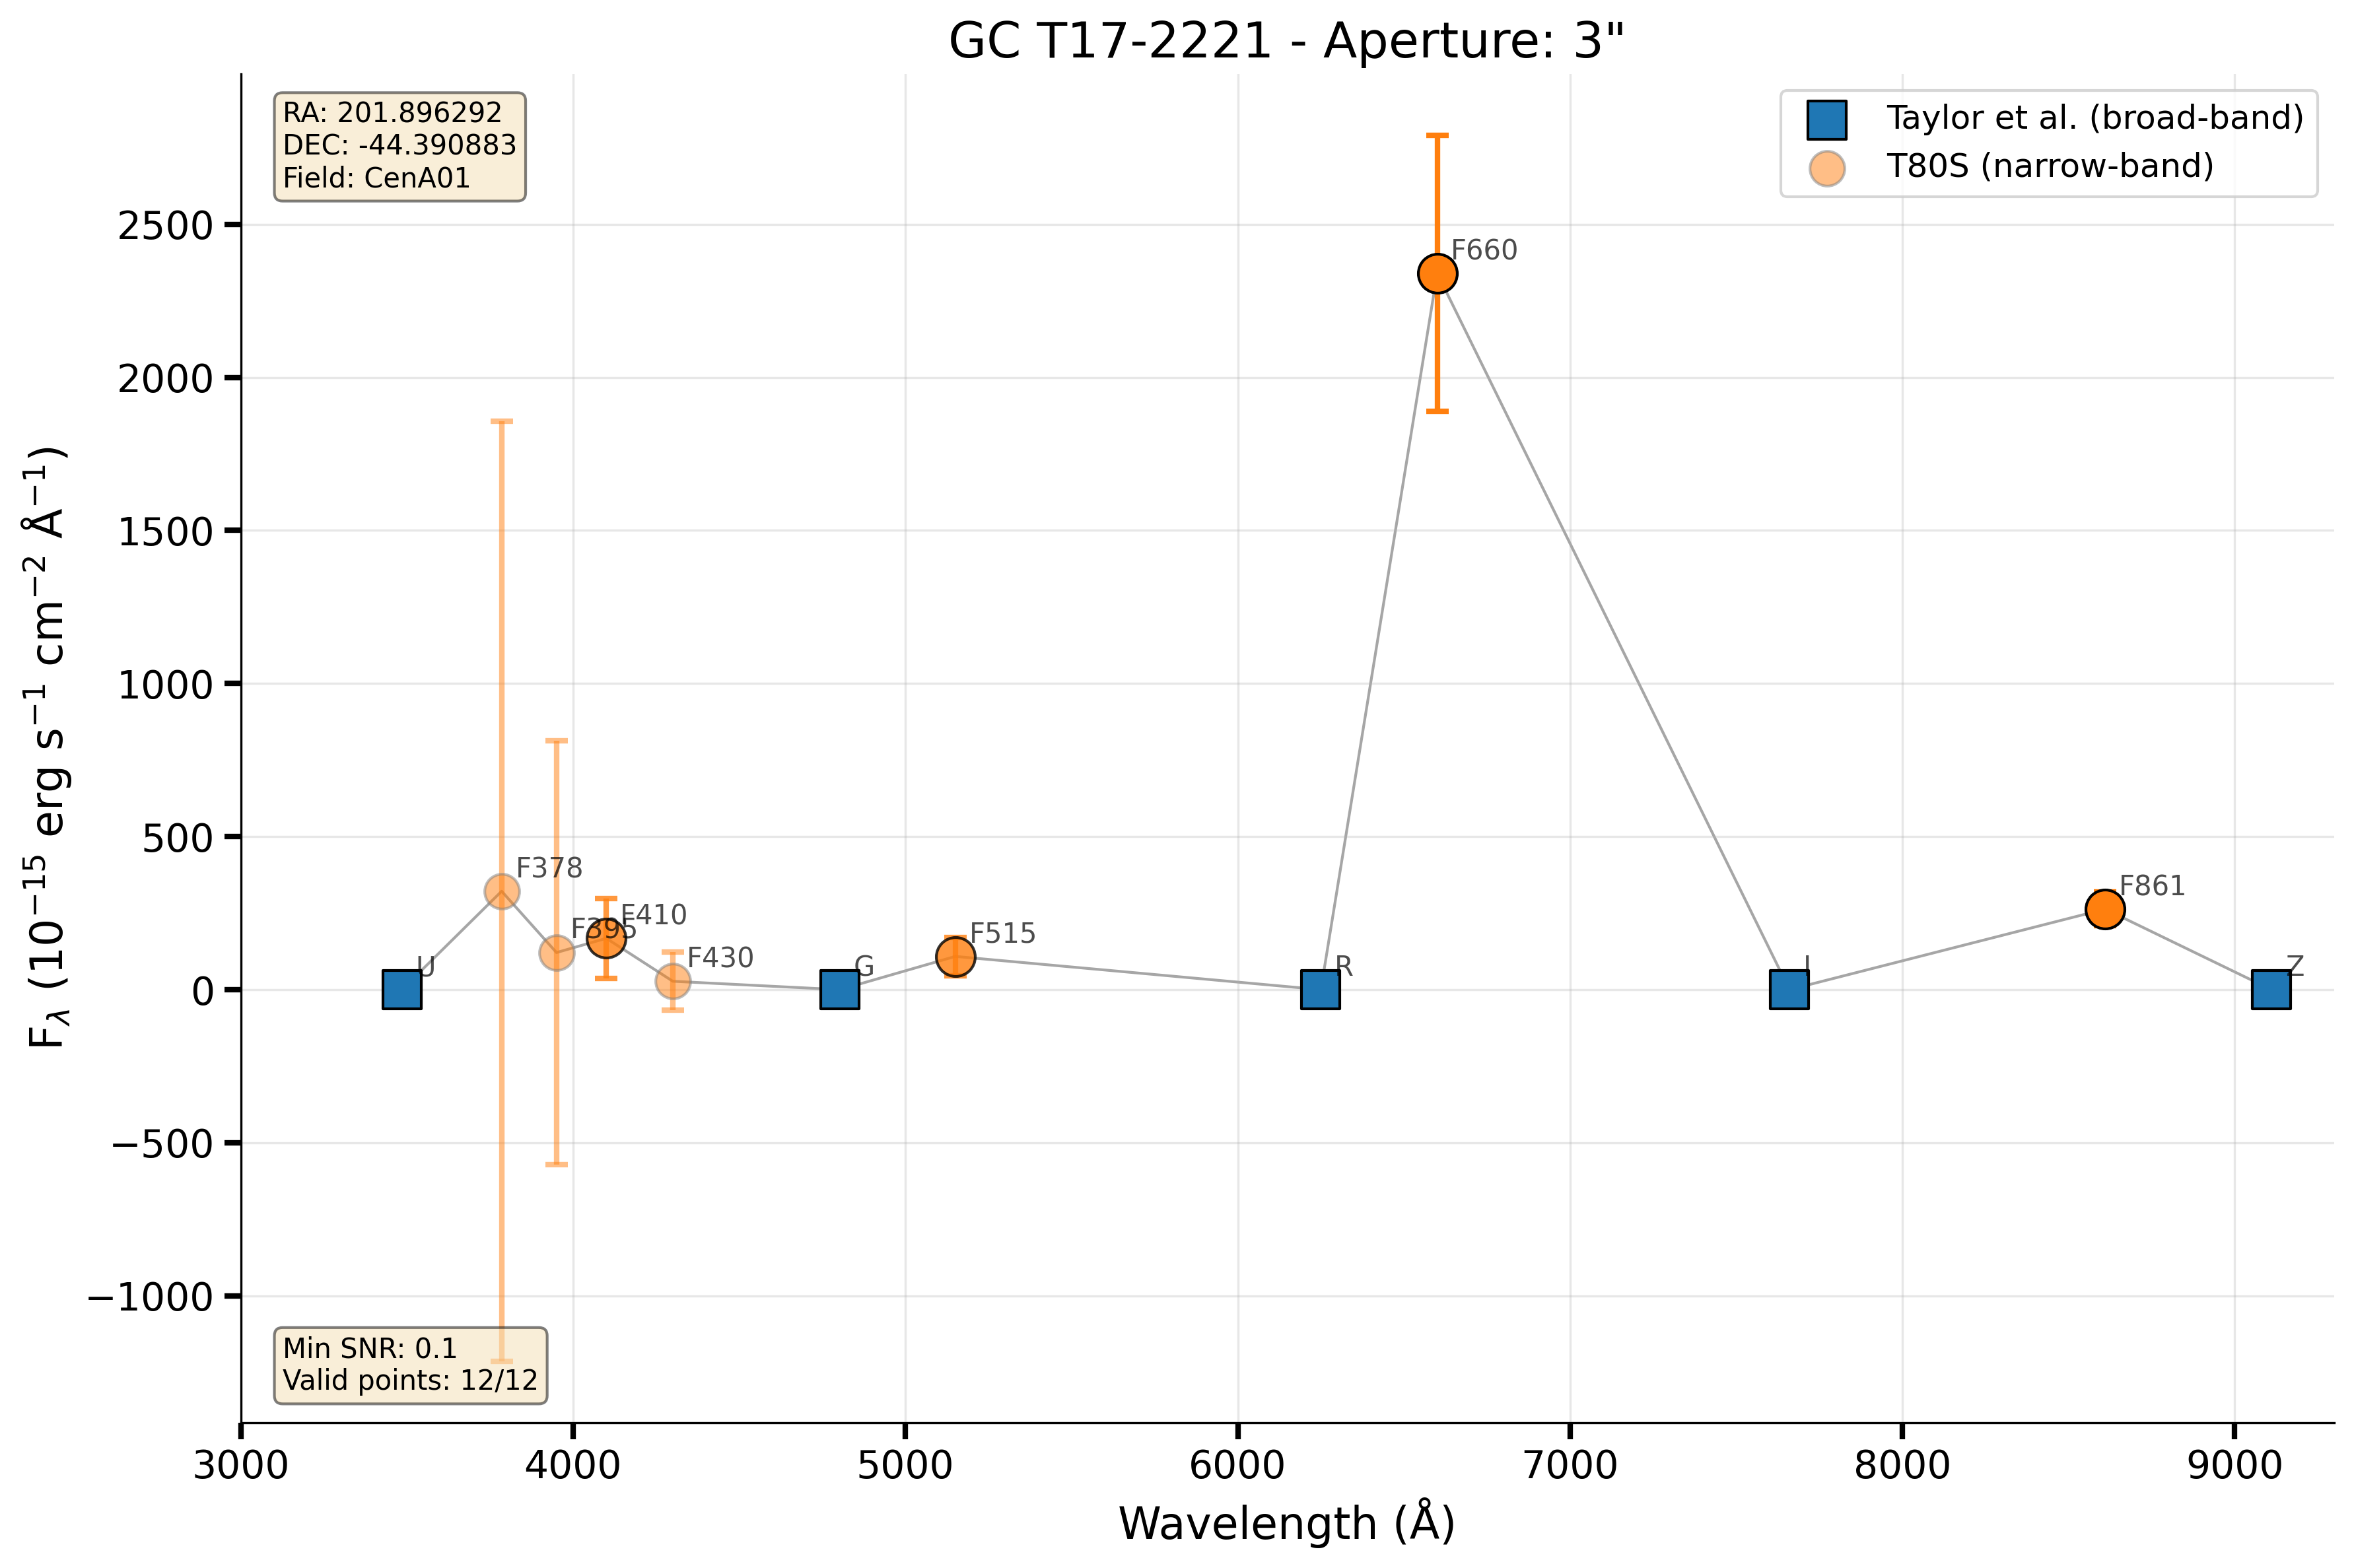 GC T17-2221 - Aperture: 3"
RA: 201.896292
DEC: -44.390883
Field: CenA01
Taylor et al. (broad-band)
T80S (narrow-band)
F660
2500
2000
1500
1000
500
0
−500
−1000
F_λ (10⁻¹⁵ erg s⁻¹ cm⁻² Å⁻¹)
F378
F395
F410
F430
F515
F861
U
G
R
I
Z
Min SNR: 0.1
Valid points: 12/12
3000 4000 5000 6000 7000 8000 9000
Wavelength (Å)